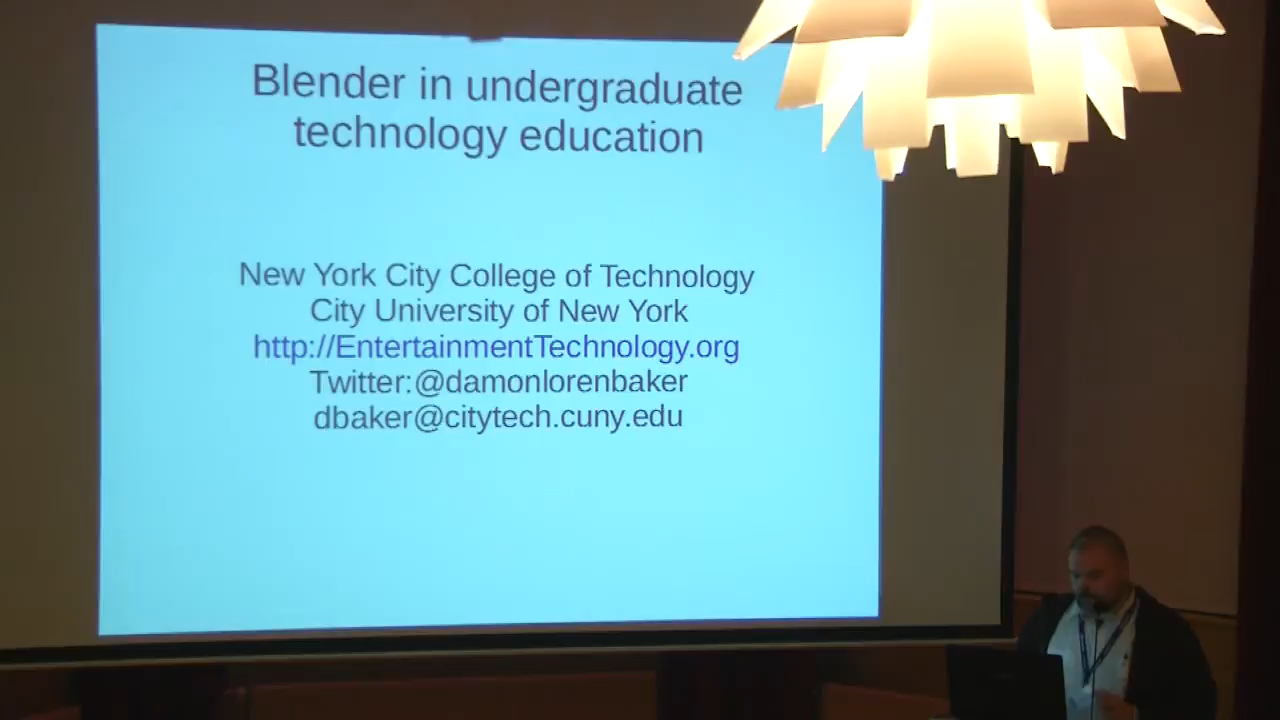 Blender in undergraduate
technology education
New York City College of Technology
City University of New York
http://EntertainmentTechnology.org
Twitter:@damonlorenbaker
dbaker@citytech.cuny.edu